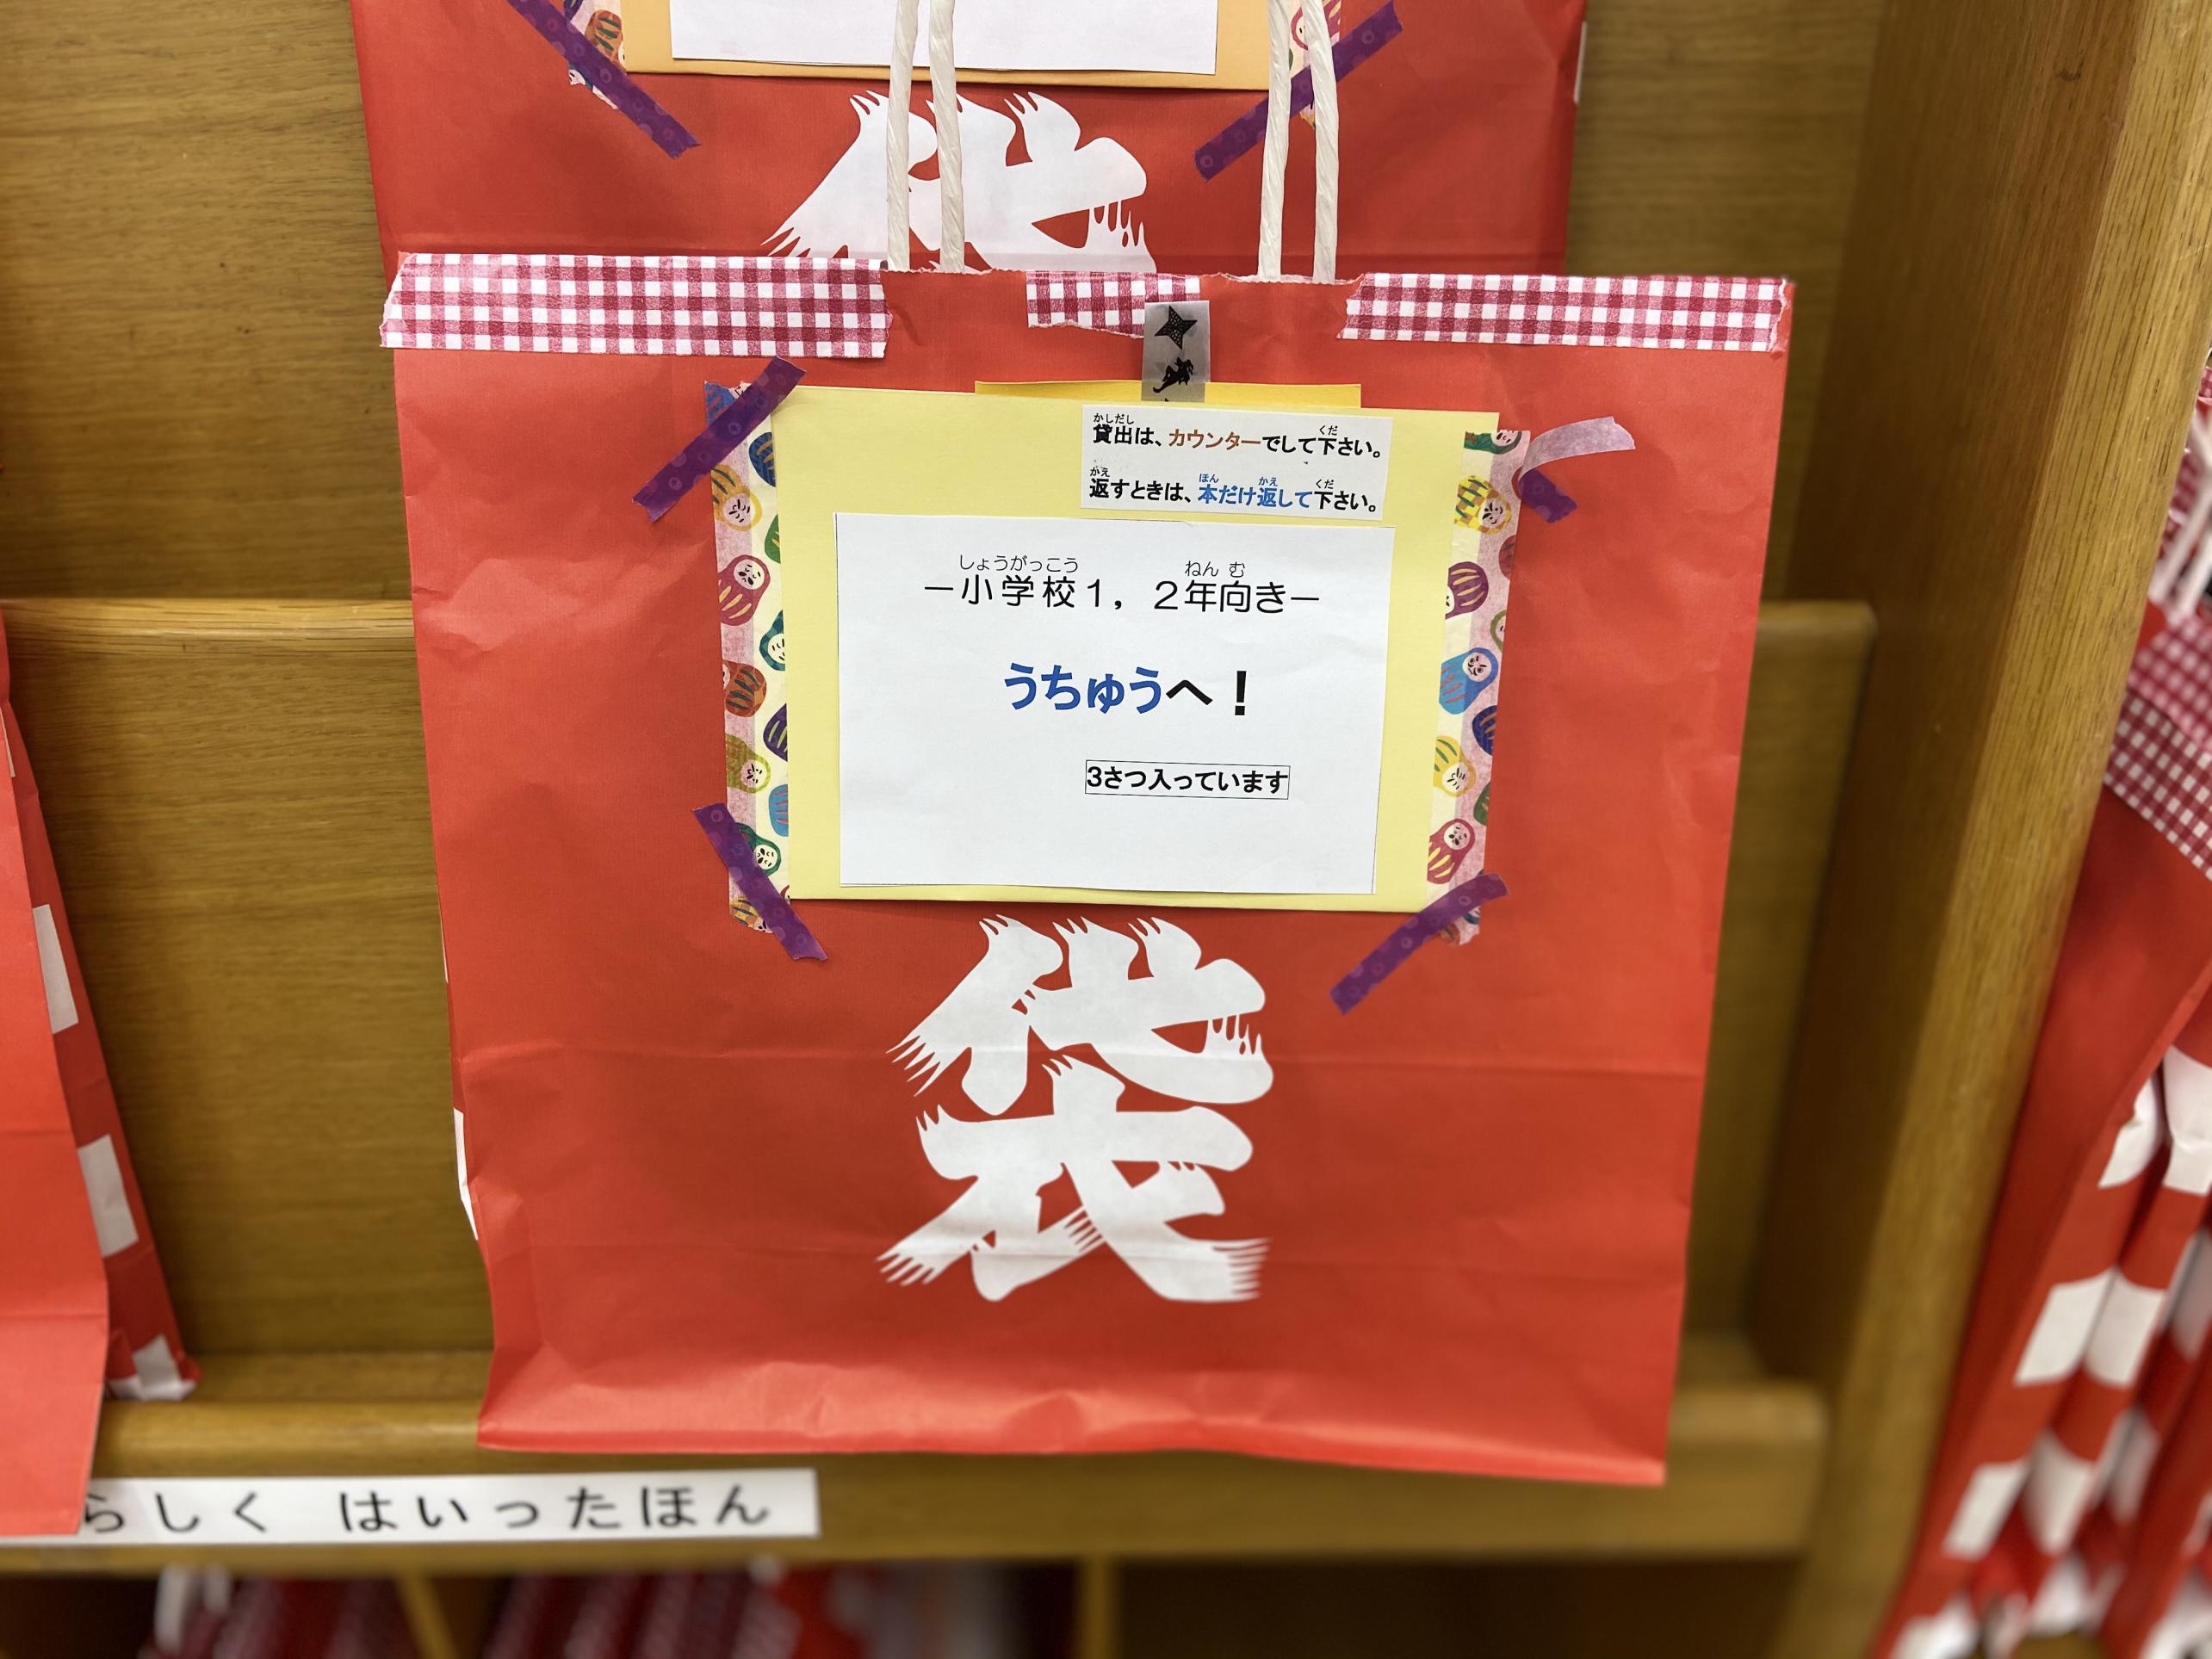 貸出は、カウンターでして下さい。
返すときは、本だけ返して下さい。
－小学校1，2年向き－
うちゅうへ！
3さつ入っています
袋
らしく はいったほん